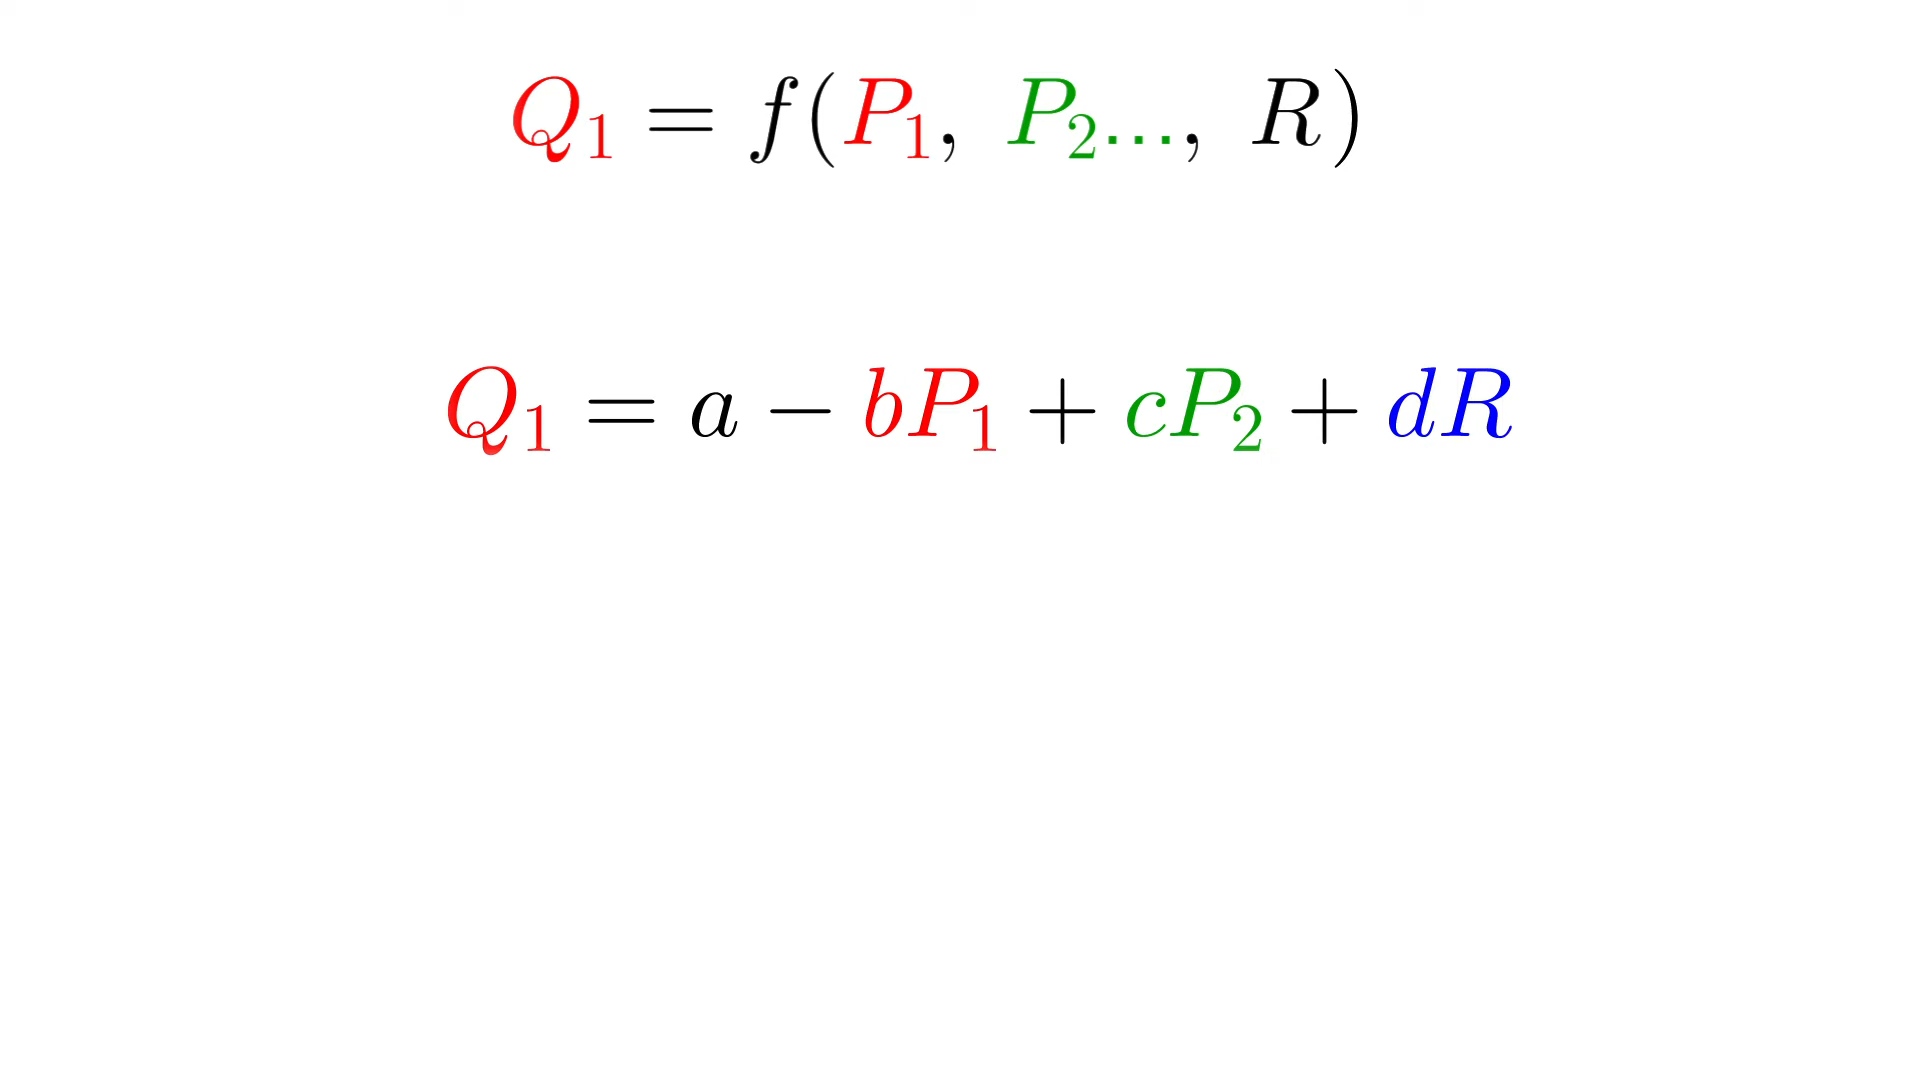 Q₁ = f(P₁, P₂..., R)
Q₁ = a − bP₁ + cP₂ + dR